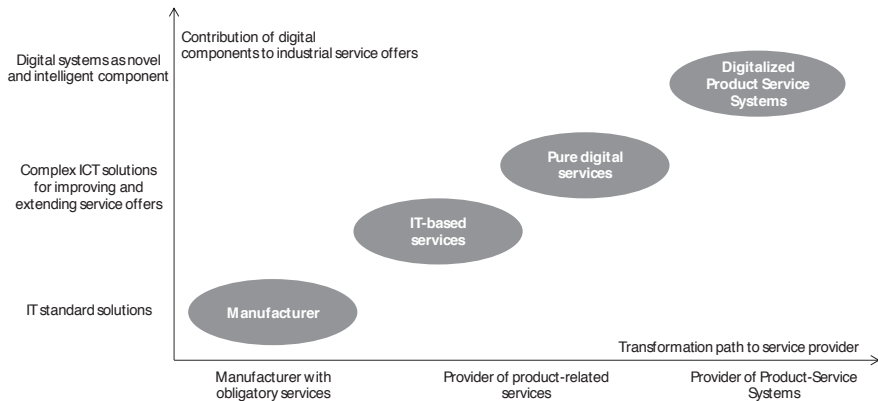 Contribution of digital
components to industrial service offers
Digital systems as novel
and intelligent component
Digitalized
Product Service
Systems
Complex ICT solutions
for improving and
extending service offers
Pure digital
services
IT-based
services
IT standard solutions
Manufacturer
Transformation path to service provider
Manufacturer with
obligatory services
Provider of product-related
services
Provider of Product-Service
Systems